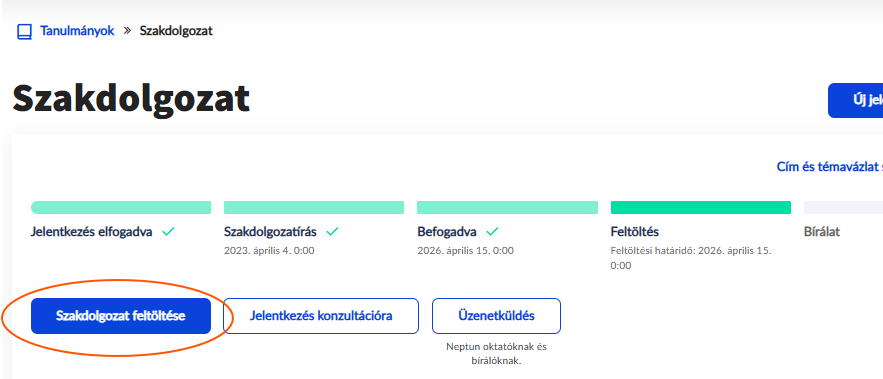 Tanulmányok » Szakdolgozat
Szakdolgozat
Új
Cím és témavázlat
Jelentkezés elfogadva
Szakdolgozatírás
2023. április 4. 0:00
Befogadva
2026. április 15. 0:00
Feltöltés
Feltöltési határidő: 2026. április 15.
0:00
Bírálat
Szakdolgozat feltöltése
Jelentkezés konzultációra
Üzenetküldés
Neptun oktatóknak és
bírálóknak.